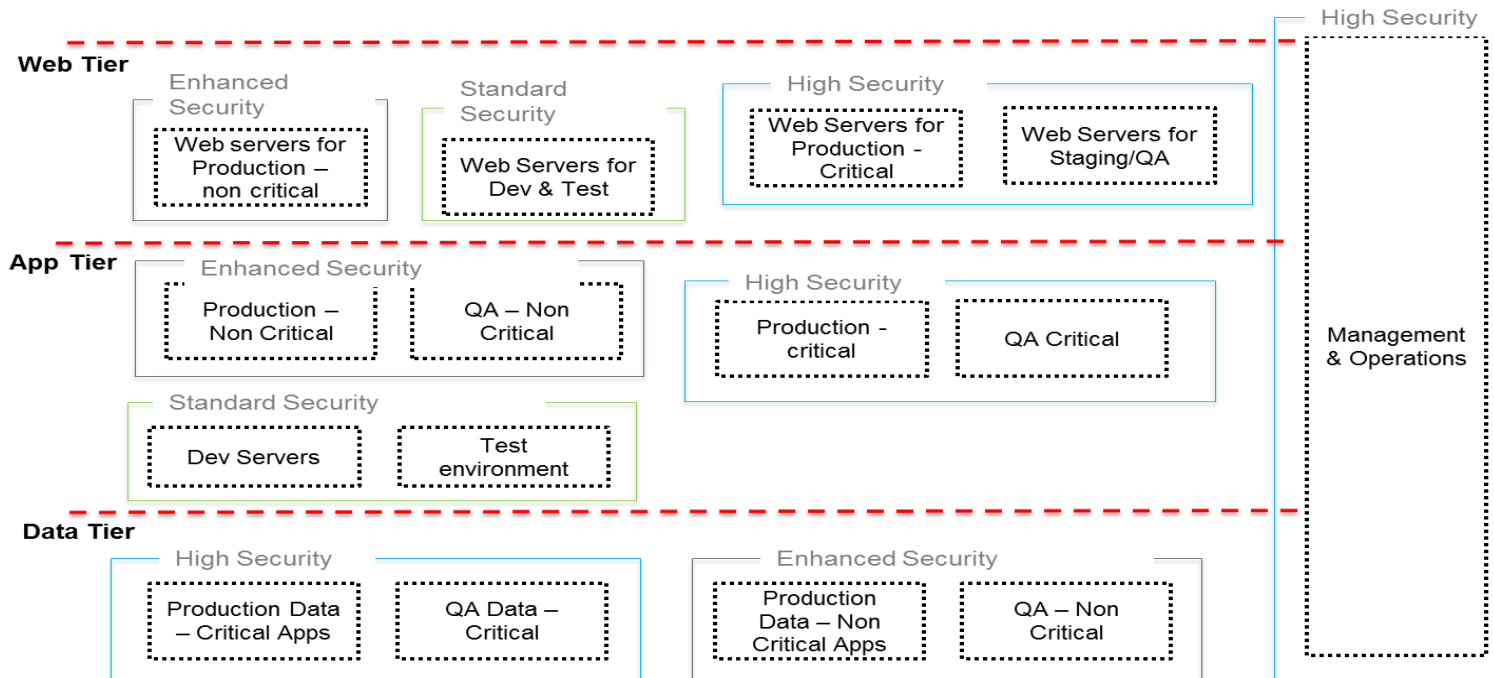 High Security
Web Tier
Enhanced
Security
Web servers for
Production –
non critical
Standard
Security
Web Servers for
Dev & Test
High Security
Web Servers for
Production -
Critical
Web Servers for
Staging/QA
App Tier
Enhanced Security
Production –
Non Critical
QA – Non
Critical
High Security
Production -
critical
QA Critical
Management
& Operations
Standard Security
Dev Servers
Test
environment
Data Tier
High Security
Production Data
– Critical Apps
QA Data –
Critical
Enhanced Security
Production
Data – Non
Critical Apps
QA – Non
Critical